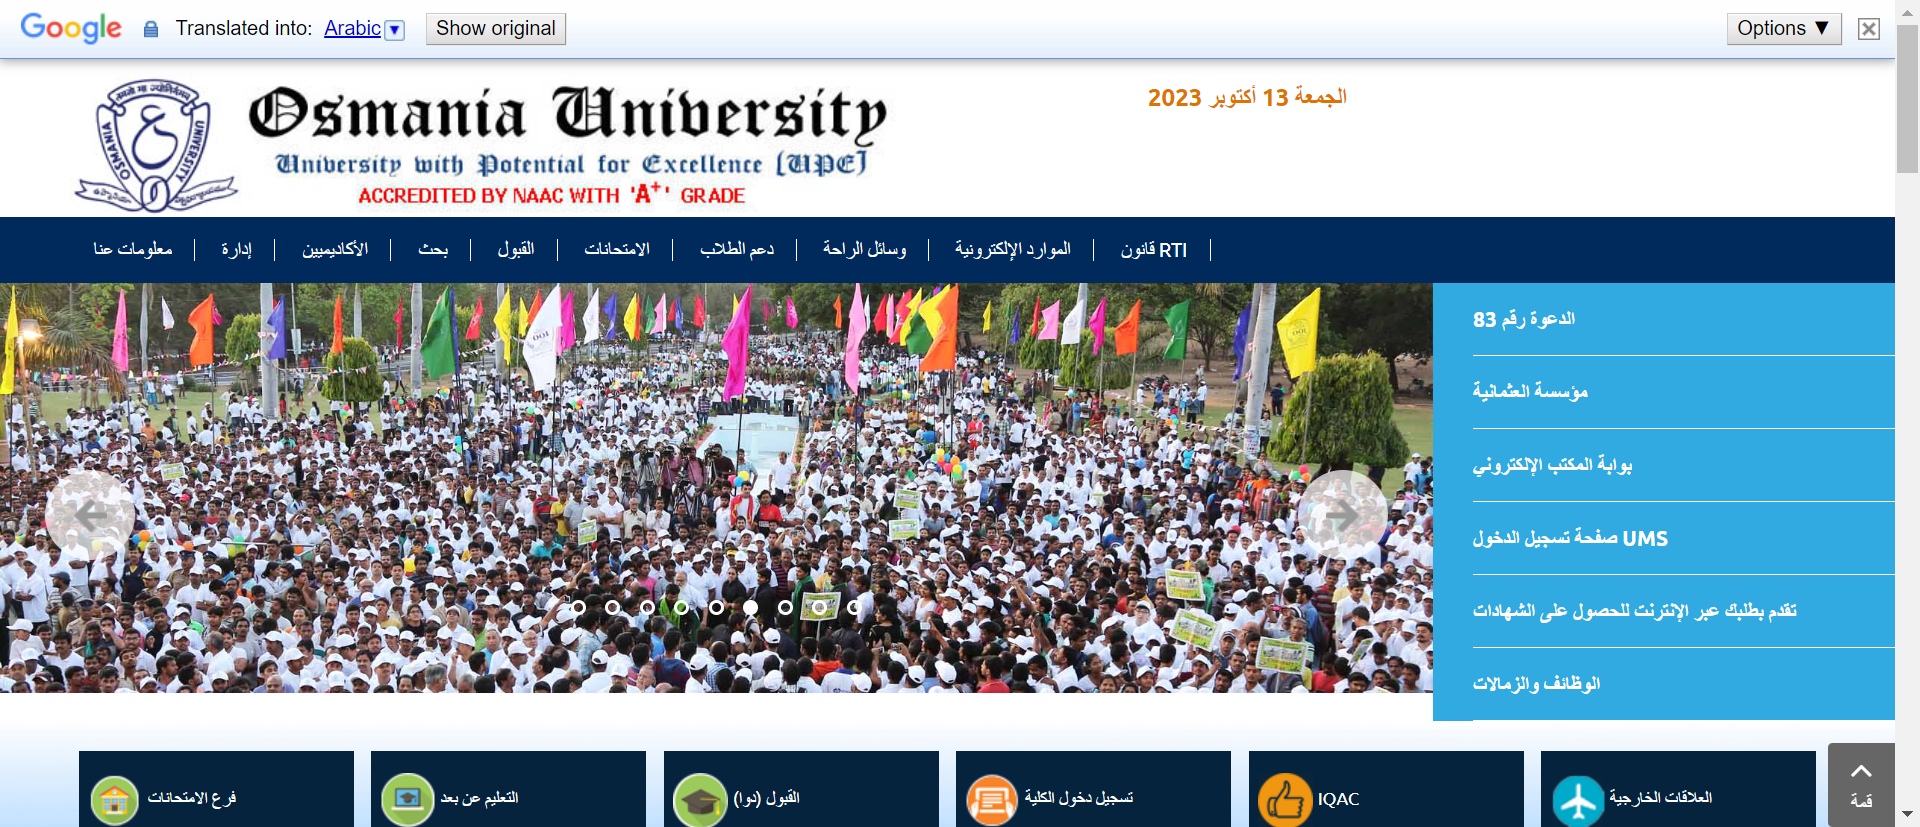 Google Translated into: Arabic Show original Options ▼
Osmania University
University with Potential for Excellence [UPE]
ACCREDITED BY NAAC WITH 'A+' GRADE
OSMANIA UNIVERSITY
الجمعة 13 أكتوبر 2023
معلومات عنا | إدارة | الأكاديميين | بحث | القبول | الامتحانات | دعم الطلاب | وسائل الراحة | الموارد الإلكترونية | قانون RTI |
الدعوة رقم 83
مؤسسة العثمانية
بوابة المكتب الإلكتروني
صفحة تسجيل الدخول UMS
تقدم بطلبك عبر الإنترنت للحصول على الشهادات
الوظائف والزمالات
فرع الامتحانات
التعليم عن بعد
القبول (دوا)
تسجيل دخول الكلية
IQAC
العلاقات الخارجية
قمة